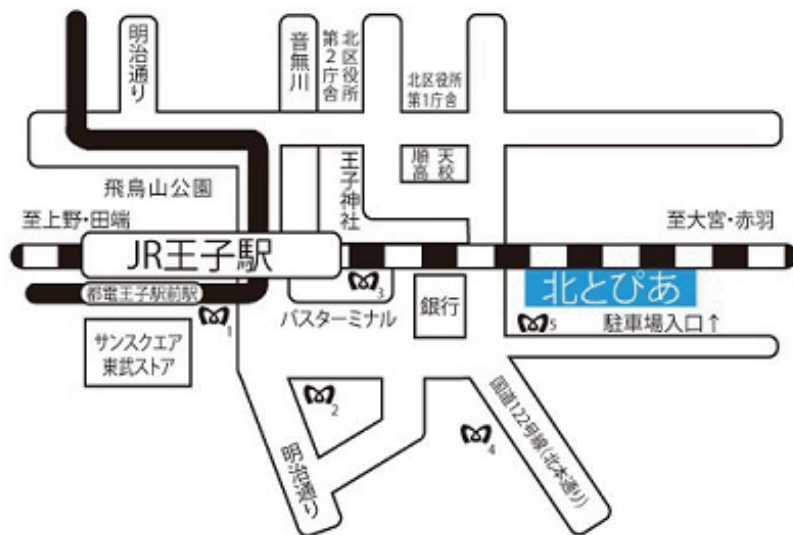 明治通り
音無川
北区役所
第2庁舎
北区役所
第1庁舎
順天
高校
王子神社
飛鳥山公園
至上野・田端
至大宮・赤羽
JR王子駅
北とぴあ
都電王子駅前駅
1
3
バスターミナル
銀行
5
駐車場入口↑
サンスクエア
東武ストア
2
4
明治通り
国道122号線(北本通り)